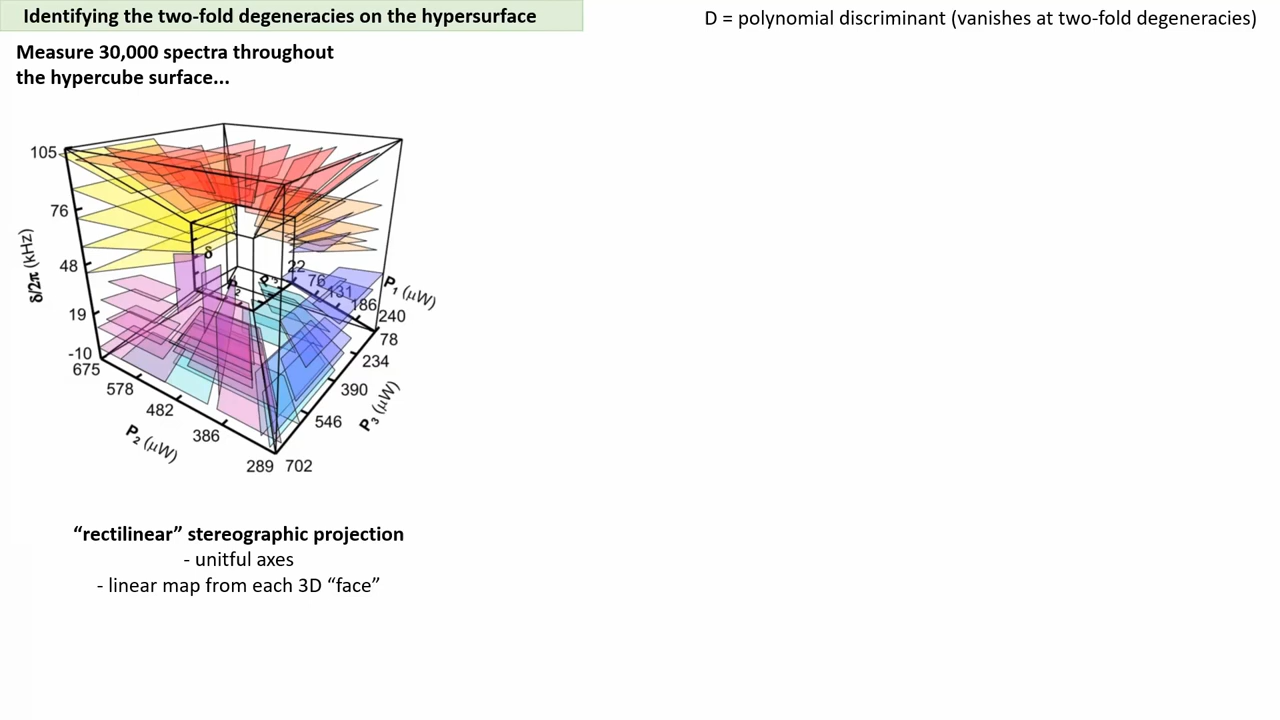 Identifying the two-fold degeneracies on the hypersurface
D = polynomial discriminant (vanishes at two-fold degeneracies)
Measure 30,000 spectra throughout
the hypercube surface...
105
76
48
19
-10
δ/2π (kHz)
675
578
482
386
289
P₂ (μW)
702
546
390
234
78
P₃ (μW)
22
76
131
186
240
P₁ (μW)
δ
P₂
P₃
“rectilinear” stereographic projection
- unitful axes
- linear map from each 3D “face”